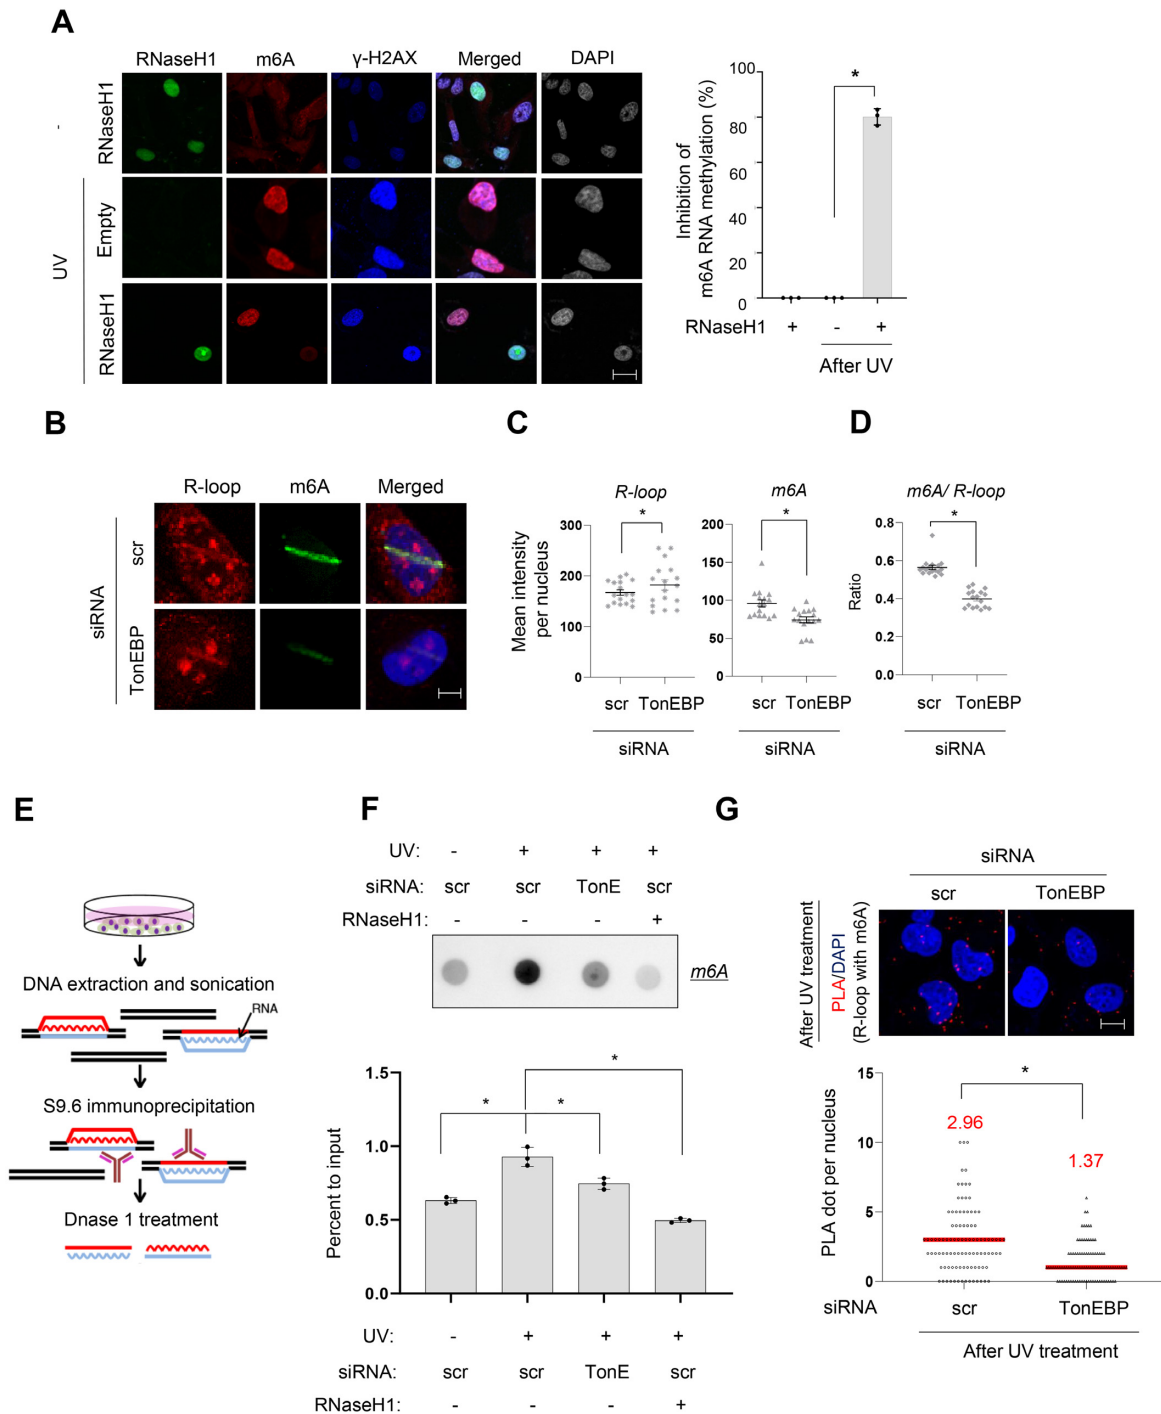 A
RNaseH1 m6A γ-H2AX Merged DAPI
-
RNaseH1
UV
Empty
RNaseH1
Inhibition of
m6A RNA methylation (%)
100
80
60
40
20
0
*
RNaseH1 + - +
After UV
B
R-loop m6A Merged
siRNA
scr
TonEBP
C
R-loop
*
Mean intensity
per nucleus
300
200
100
0
scr TonEBP
siRNA
m6A
*
200
150
100
50
0
scr TonEBP
siRNA
D
m6A/ R-loop
*
Ratio
0.8
0.6
0.4
0.2
0.0
scr TonEBP
siRNA
E
DNA extraction and sonication
RNA
S9.6 immunoprecipitation
Dnase 1 treatment
F
UV: - + + +
siRNA: scr scr TonE scr
RNaseH1: - - - +
m6A
Percent to input
1.5
1.0
0.5
0.0
* * *
UV: - + + +
siRNA: scr scr TonE scr
RNaseH1: - - - +
G
siRNA
scr TonEBP
After UV treatment
PLA/DAPI
(R-loop with m6A)
PLA dot per nucleus
15
10
5
0
*
2.96
1.37
siRNA scr TonEBP
After UV treatment